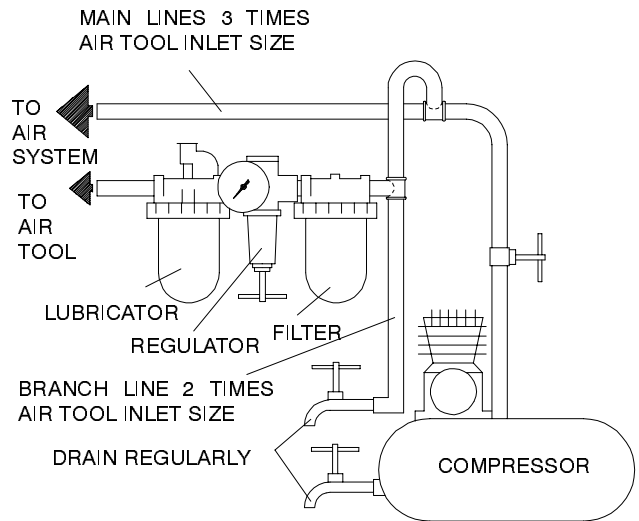 MAIN LINES 3 TIMES
AIR TOOL INLET SIZE
TO
AIR
SYSTEM
TO
AIR
TOOL
LUBRICATOR
REGULATOR
FILTER
BRANCH LINE 2 TIMES
AIR TOOL INLET SIZE
DRAIN REGULARLY
COMPRESSOR